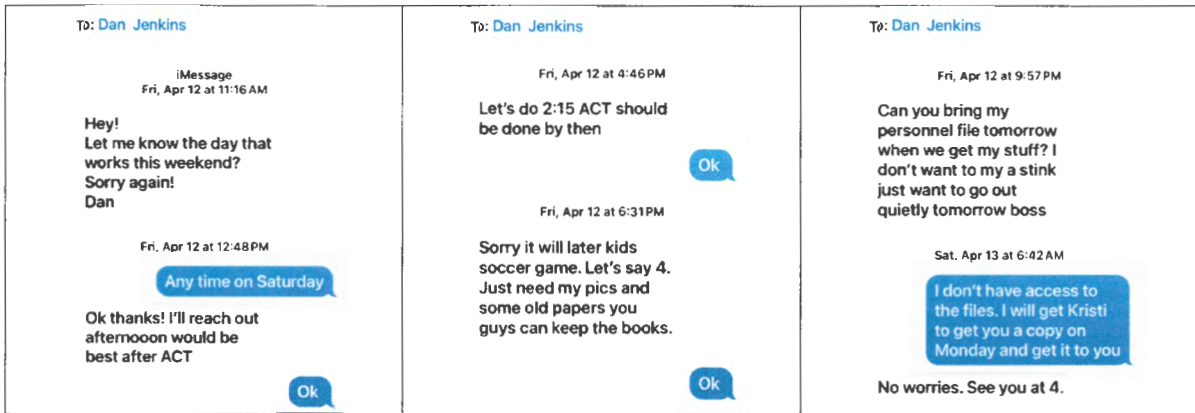 To: Dan Jenkins
iMessage
Fri, Apr 12 at 11:16 AM
Hey!
Let me know the day that
works this weekend?
Sorry again!
Dan
Fri, Apr 12 at 12:48 PM
Any time on Saturday
Ok thanks! I'll reach out
afternooon would be
best after ACT
Ok
To: Dan Jenkins
Fri, Apr 12 at 4:46 PM
Let's do 2:15 ACT should
be done by then
Ok
Fri, Apr 12 at 6:31 PM
Sorry it will later kids
soccer game. Let's say 4.
Just need my pics and
some old papers you
guys can keep the books.
Ok
To: Dan Jenkins
Fri, Apr 12 at 9:57 PM
Can you bring my
personnel file tomorrow
when we get my stuff? I
don't want to my a stink
just want to go out
quietly tomorrow boss
Sat, Apr 13 at 6:42 AM
I don't have access to
the files. I will get Kristi
to get you a copy on
Monday and get it to you
No worries. See you at 4.